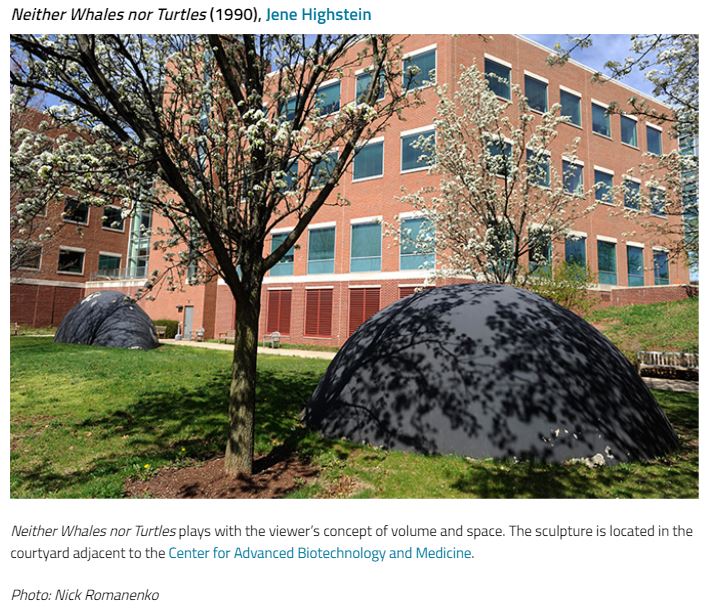 Neither Whales nor Turtles (1990), Jene Highstein
Neither Whales nor Turtles plays with the viewer's concept of volume and space. The sculpture is located in the
courtyard adjacent to the Center for Advanced Biotechnology and Medicine.
Photo: Nick Romanenko